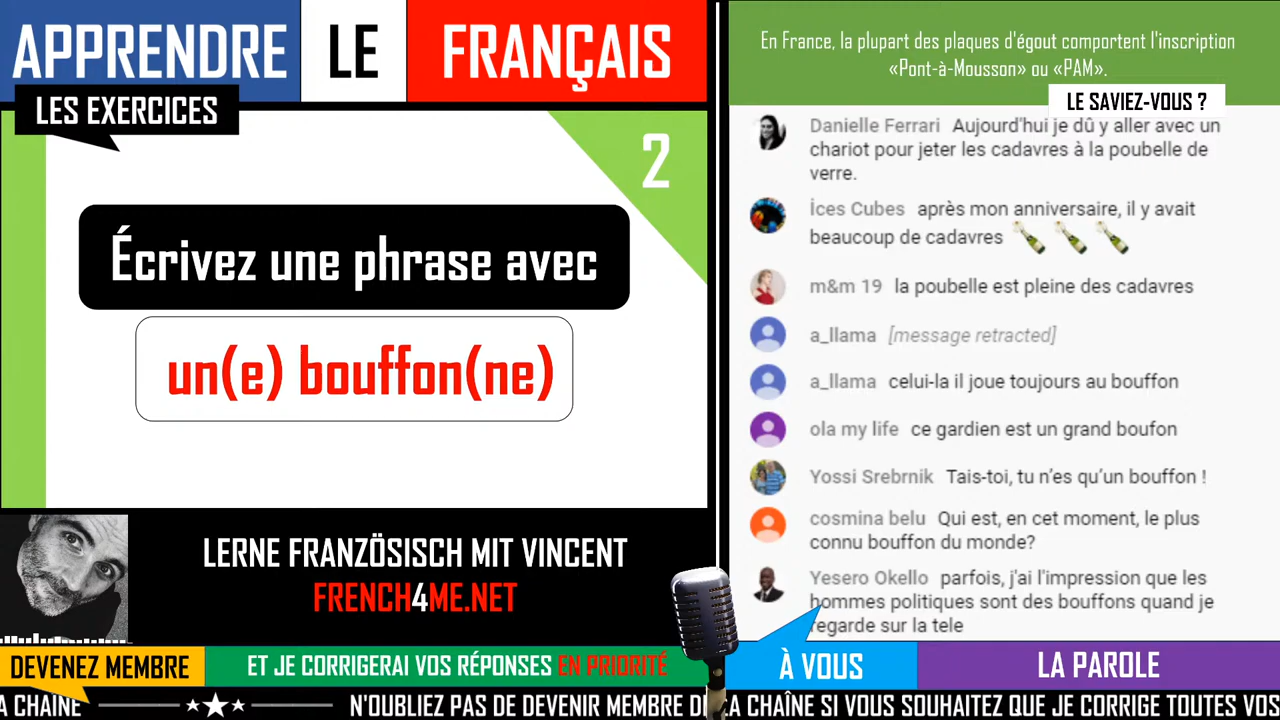 APPRENDRE LE FRANÇAIS
LES EXERCICES
2
Écrivez une phrase avec
un(e) bouffon(ne)
LERNE FRANZÖSISCH MIT VINCENT
FRENCH4ME.NET
DEVENEZ MEMBRE
ET JE CORRIGERAI VOS RÉPONSES EN PRIORITÉ
En France, la plupart des plaques d'égout comportent l'inscription
«Pont-à-Mousson» ou «PAM».
LE SAVIEZ-VOUS ?
Danielle Ferrari Aujourd'hui je dû y aller avec un
chariot pour jeter les cadavres à la poubelle de
verre.
İces Cubes après mon anniversaire, il y avait
beaucoup de cadavres
m&m 19 la poubelle est pleine des cadavres
a_llama [message retracted]
a_llama celui-la il joue toujours au bouffon
ola my life ce gardien est un grand boufon
Yossi Srebrnik Tais-toi, tu n’es qu’un bouffon !
cosmina belu Qui est, en cet moment, le plus
connu bouffon du monde?
Yesero Okello parfois, j'ai l'impression que les
hommes politiques sont des bouffons quand je
regarde sur la tele
À VOUS
LA PAROLE
A CHAÎNE N'OUBLIEZ PAS DE DEVENIR MEMBRE DE LA CHAÎNE SI VOUS SOUHAITEZ QUE JE CORRIGE TOUTES VOS